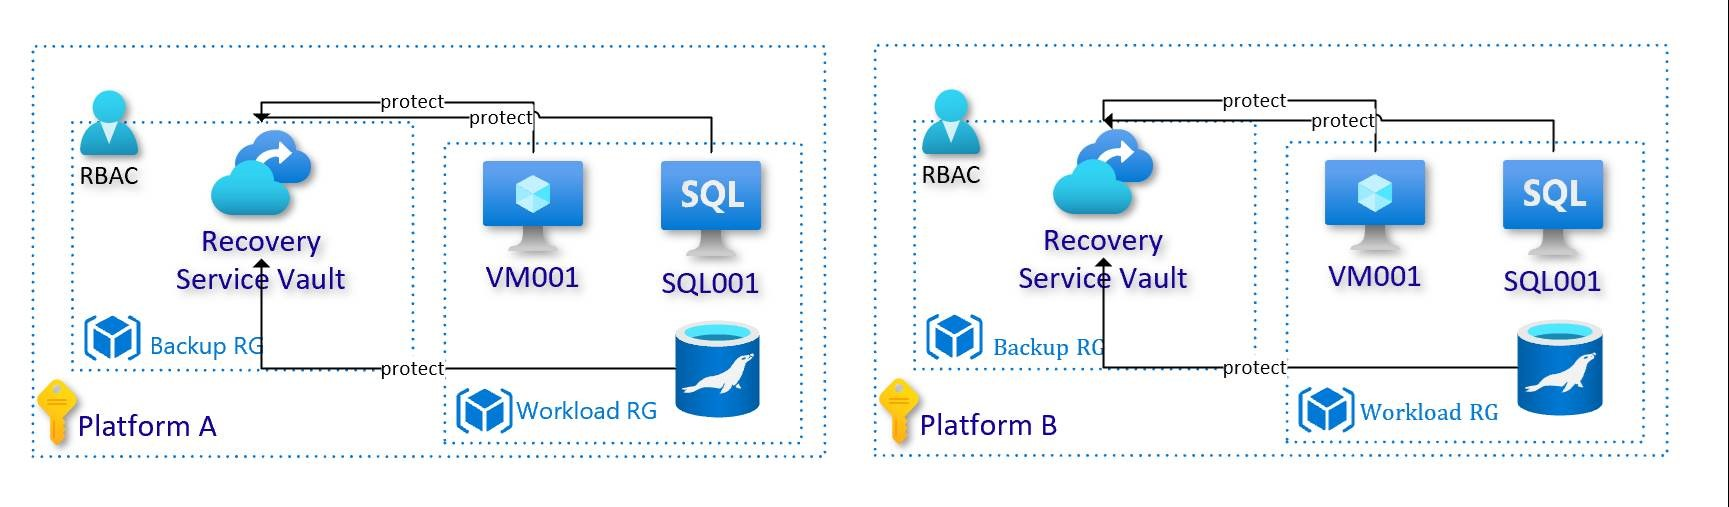 protect
protect
RBAC
SQL
Recovery
Service Vault
VM001
SQL001
Backup RG
protect
Workload RG
Platform A
protect
protect
RBAC
SQL
Recovery
Service Vault
VM001
SQL001
Backup RG
protect
Workload RG
Platform B